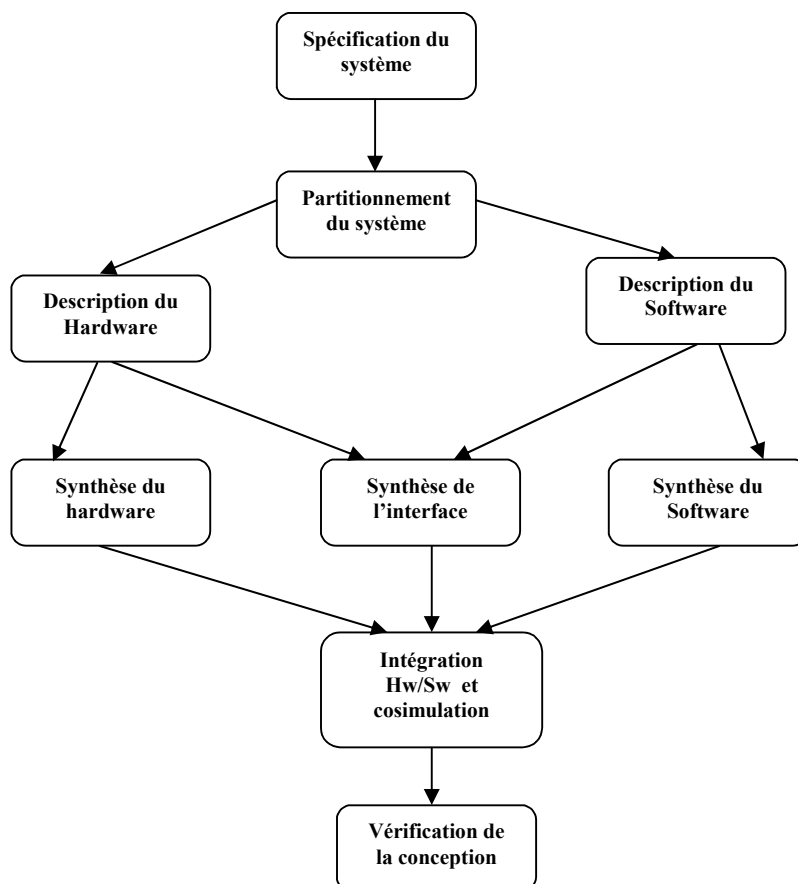 Spécification du
système
Partitionnement
du système
Description du
Hardware
Description du
Software
Synthèse du
hardware
Synthèse de
l’interface
Synthèse du
Software
Intégration
Hw/Sw et
cosimulation
Vérification de
la conception